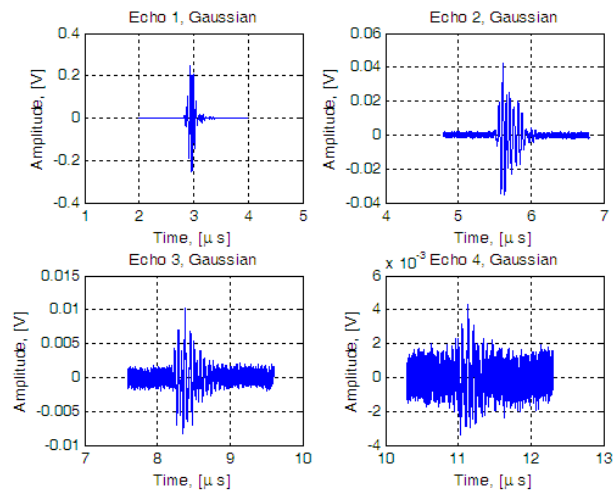 Echo 1, Gaussian
0.4
0.2
0
-0.2
-0.4
Amplitude, [V]
1 2 3 4 5
Time, [μ s]
Echo 2, Gaussian
0.06
0.04
0.02
0
-0.02
-0.04
Amplitude, [V]
4 5 6 7
Time, [μ s]
Echo 3, Gaussian
0.015
0.01
0.005
0
-0.005
-0.01
Amplitude, [V]
7 8 9 10
Time, [μ s]
x 10⁻³ Echo 4, Gaussian
6
4
2
0
-2
-4
Amplitude, [V]
10 11 12 13
Time, [μ s]